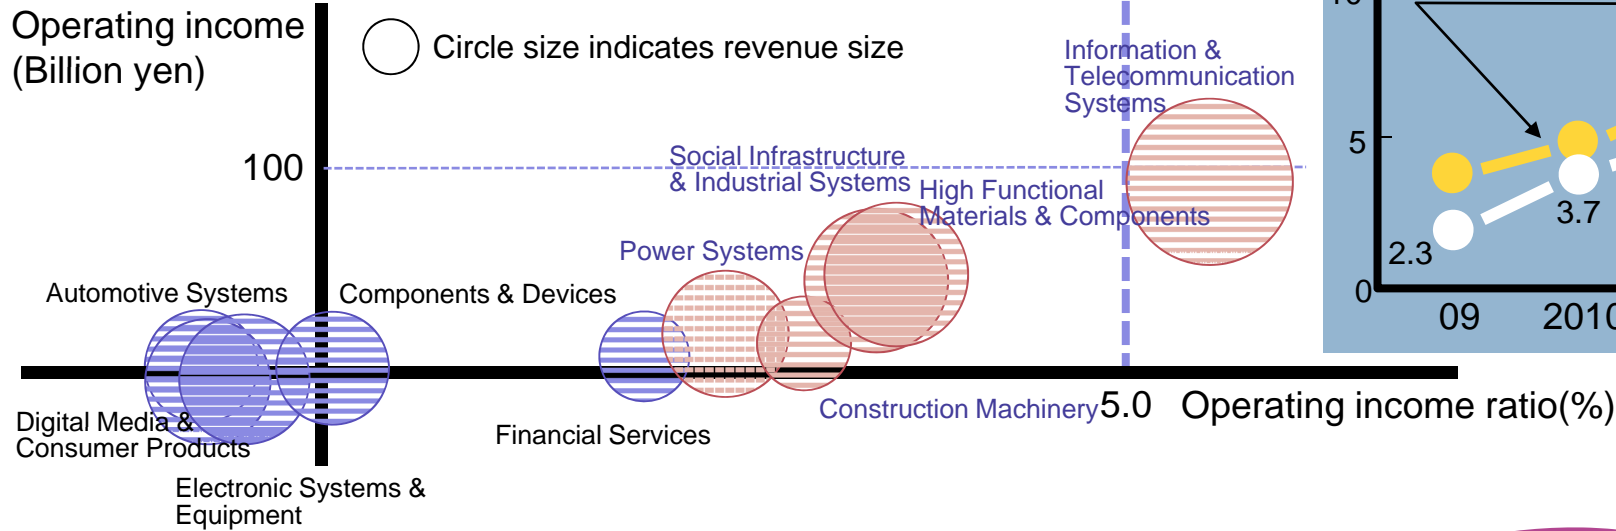 Operating income
(Billion yen)
Circle size indicates revenue size
Information &
Telecommunication
Systems
100
Social Infrastructure
& Industrial Systems
High Functional
Materials & Components
Power Systems
Automotive Systems
Components & Devices
Digital Media &
Consumer Products
Construction Machinery
5.0
Operating income ratio(%)
Financial Services
Electronic Systems &
Equipment
5
3.7
2.3
0
09
2010